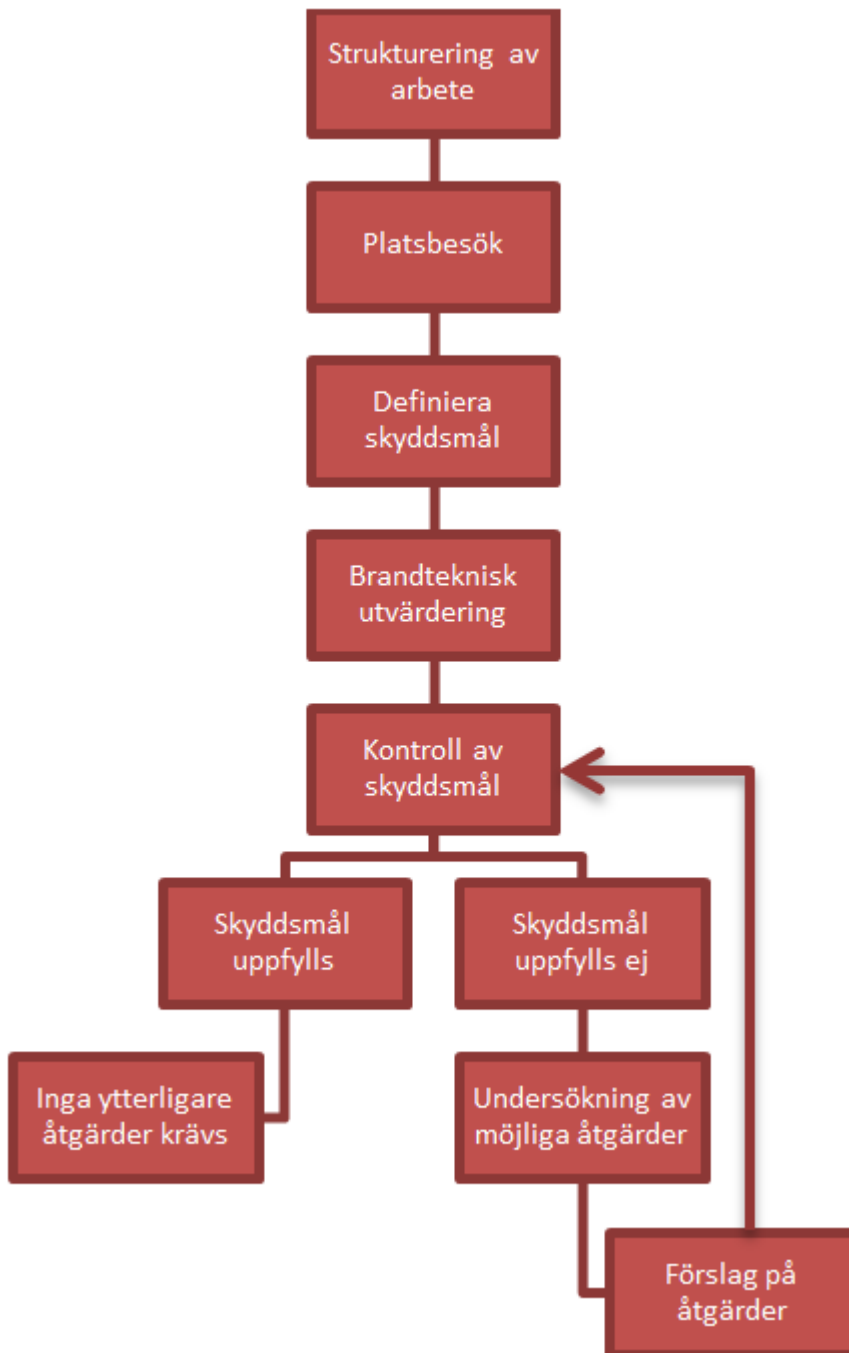 Strukturering av
arbete
Platsbesök
Definiera
skyddsmål
Brandteknisk
utvärdering
Kontroll av
skyddsmål
Skyddsmål
uppfylls
Skyddsmål
uppfylls ej
Inga ytterligare
åtgärder krävs
Undersökning av
möjliga åtgärder
Förslag på
åtgärder